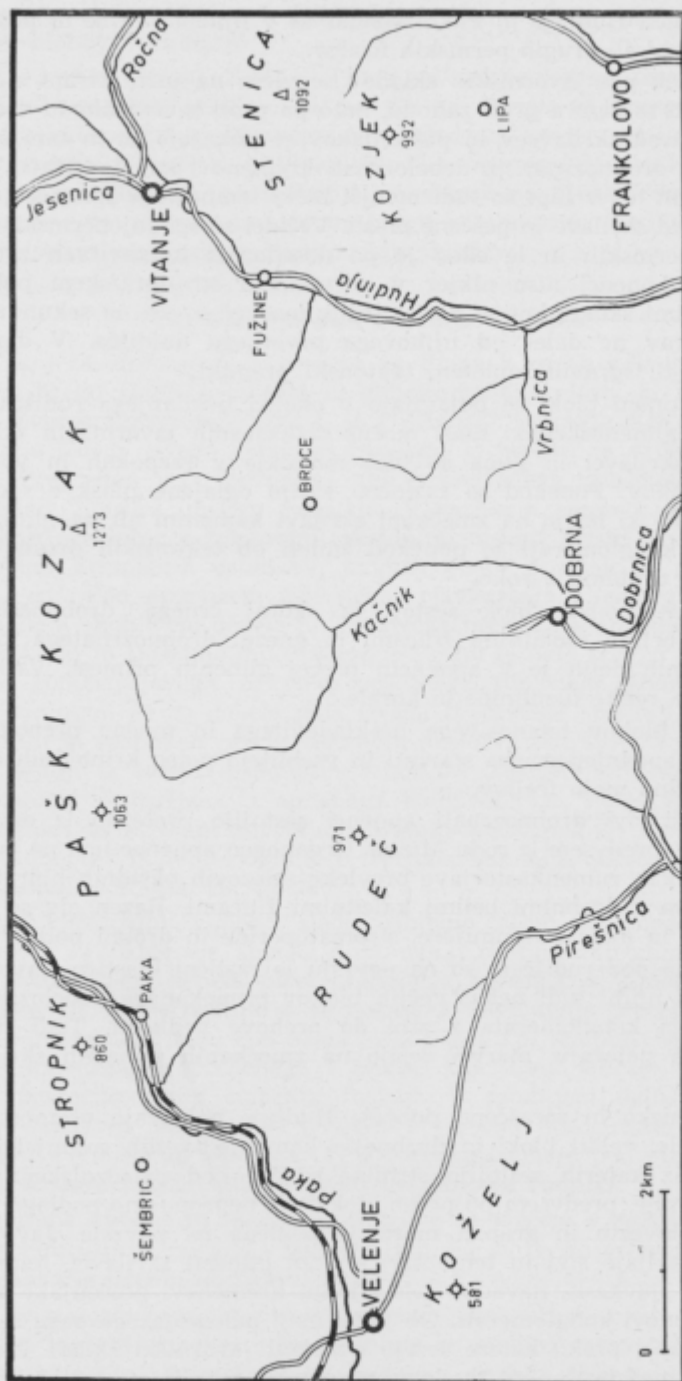 STROPNIK
860
PAKA
ŠEMBRIC
Paka
VELENJE
KOŽELJ
581
PAŠKI KOZJAK
1063
1273
RUDEČ
971
Pirešnica
Kačnik
BRDCE
DOBRNA
Dobrnica
Vrbnica
Hudinja
FUŽINE
VITANJE
Jesenica
Ročna
STENICA
1092
KOZJEK
992
LIPA
FRANKOLOVO
0
2km